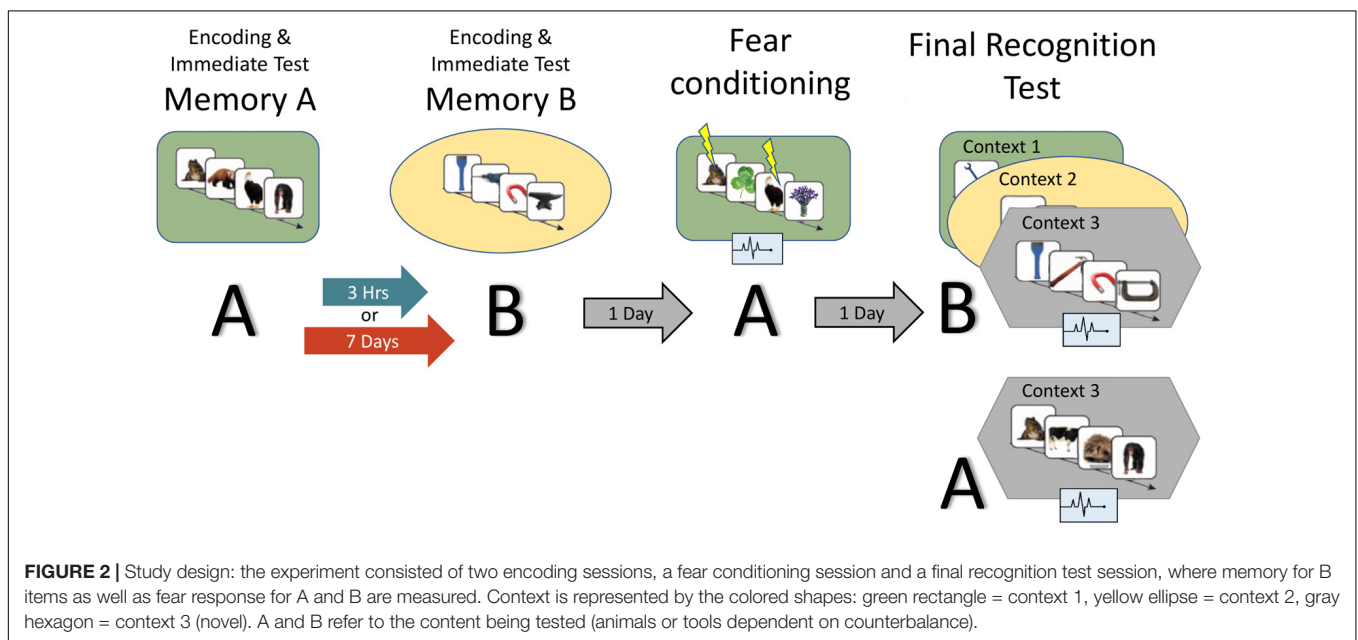 Encoding &
Immediate Test
Memory A
Encoding &
Immediate Test
Memory B
Fear
conditioning
Final Recognition
Test
Context 1
Context 2
Context 3
A
3 Hrs
or
7 Days
B
1 Day
A
1 Day
B
Context 3
A
FIGURE 2 | Study design: the experiment consisted of two encoding sessions, a fear conditioning session and a final recognition test session, where memory for B
items as well as fear response for A and B are measured. Context is represented by the colored shapes: green rectangle = context 1, yellow ellipse = context 2, gray
hexagon = context 3 (novel). A and B refer to the content being tested (animals or tools dependent on counterbalance).